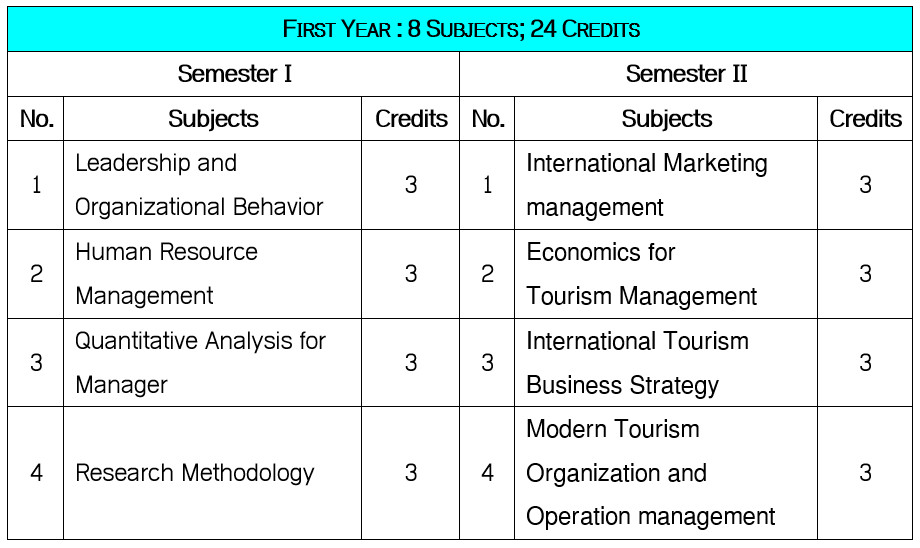 FIRST YEAR : 8 SUBJECTS; 24 CREDITS
Semester I Semester II
No. Subjects Credits No. Subjects Credits
1 Leadership and Organizational Behavior 3 1 International Marketing management 3
2 Human Resource Management 3 2 Economics for Tourism Management 3
3 Quantitative Analysis for Manager 3 3 International Tourism Business Strategy 3
4 Research Methodology 3 4 Modern Tourism Organization and Operation management 3